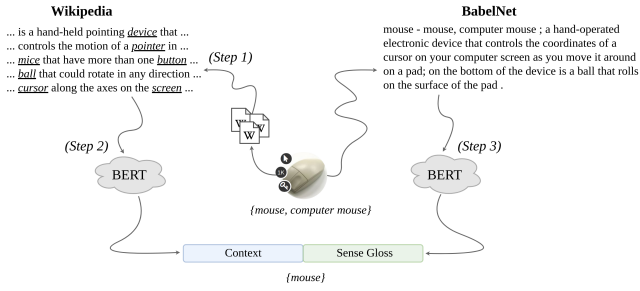 Wikipedia
... is a hand-held pointing device that ...
... controls the motion of a pointer in ...
... mice that have more than one button ...
... ball that could rotate in any direction ...
... cursor along the axes on the screen ...
BabelNet
mouse - mouse, computer mouse ; a hand-operated
electronic device that controls the coordinates of a
cursor on your computer screen as you move it around
on a pad; on the bottom of the device is a ball that rolls
on the surface of the pad .
(Step 1)
W
W
W
(Step 2)
BERT
1K
{mouse, computer mouse}
(Step 3)
BERT
Context
Sense Gloss
{mouse}